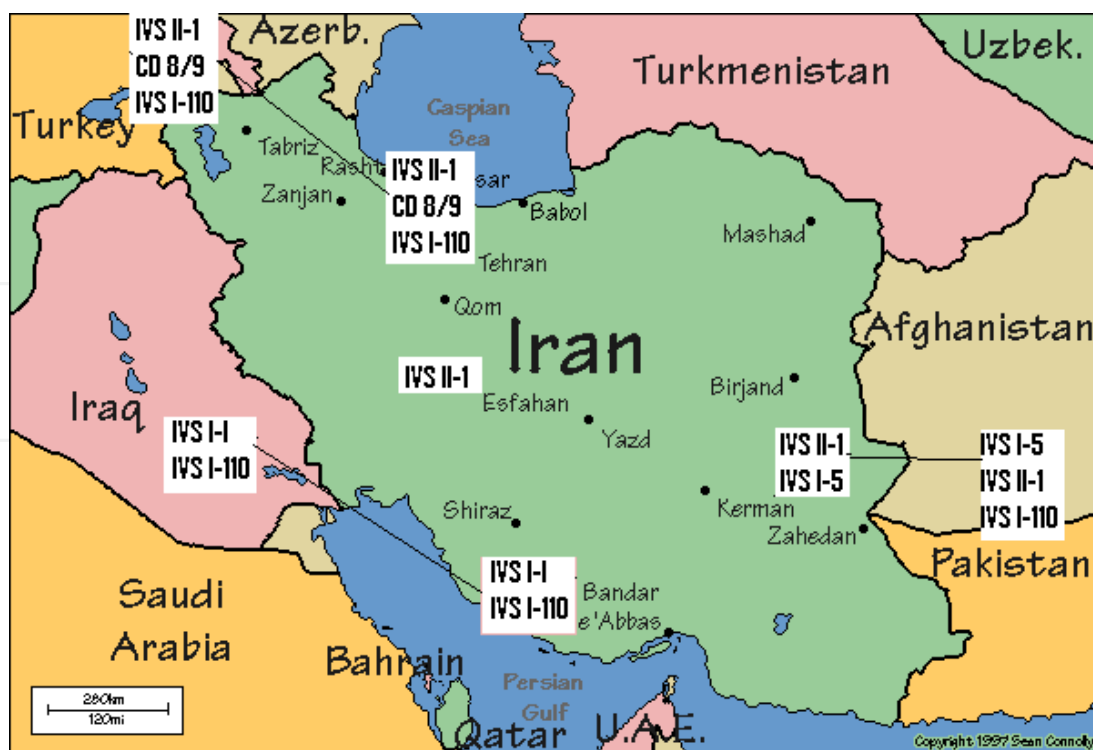 IVS II-1
CD 8/9
IVS I-110
Azerb.
Uzbek.
Turkmenistan
Turkey
Caspian
Sea
Tabriz
Rasht
Zanjan
IVS II-1
CD 8/9
IVS I-110
sar
Babol
Mashad
Tehran
Qom
Iran
Afghanistan
IVS II-1
Esfahan
Birjand
Iraq
Yazd
IVS I-I
IVS I-110
IVS II-1
IVS I-5
IVS I-5
IVS II-1
IVS I-110
Kerman
Shiraz
Zahedan
Pakistan
IVS I-I
IVS I-110
Bandar
e'Abbas
Saudi
Arabia
Bahrain
Persian
Gulf
Qatar
U.A.E.
280km
120mi
Copyright 1997 Sean Connolly